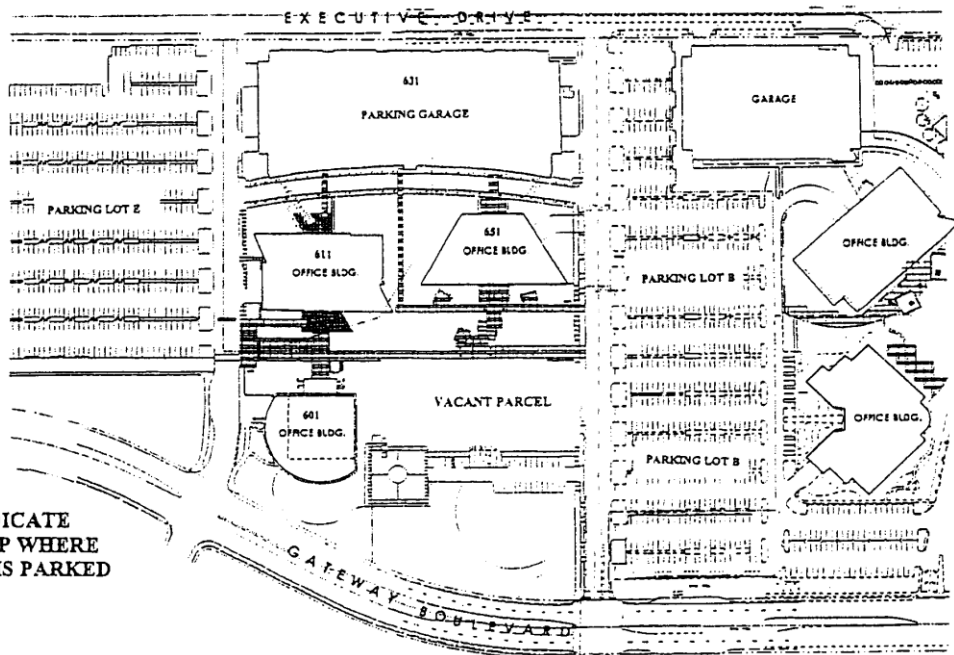 EXECUTIVE DRIVE
631
PARKING GARAGE
GARAGE
PARKING LOT E
611
OFFICE BLDG.
651
OFFICE BLDG.
PARKING LOT B
OFFICE BLDG.
601
OFFICE BLDG.
VACANT PARCEL
OFFICE BLDG.
PARKING LOT B
ICATE
P WHERE
IS PARKED
GATEWAY BOULEVARD